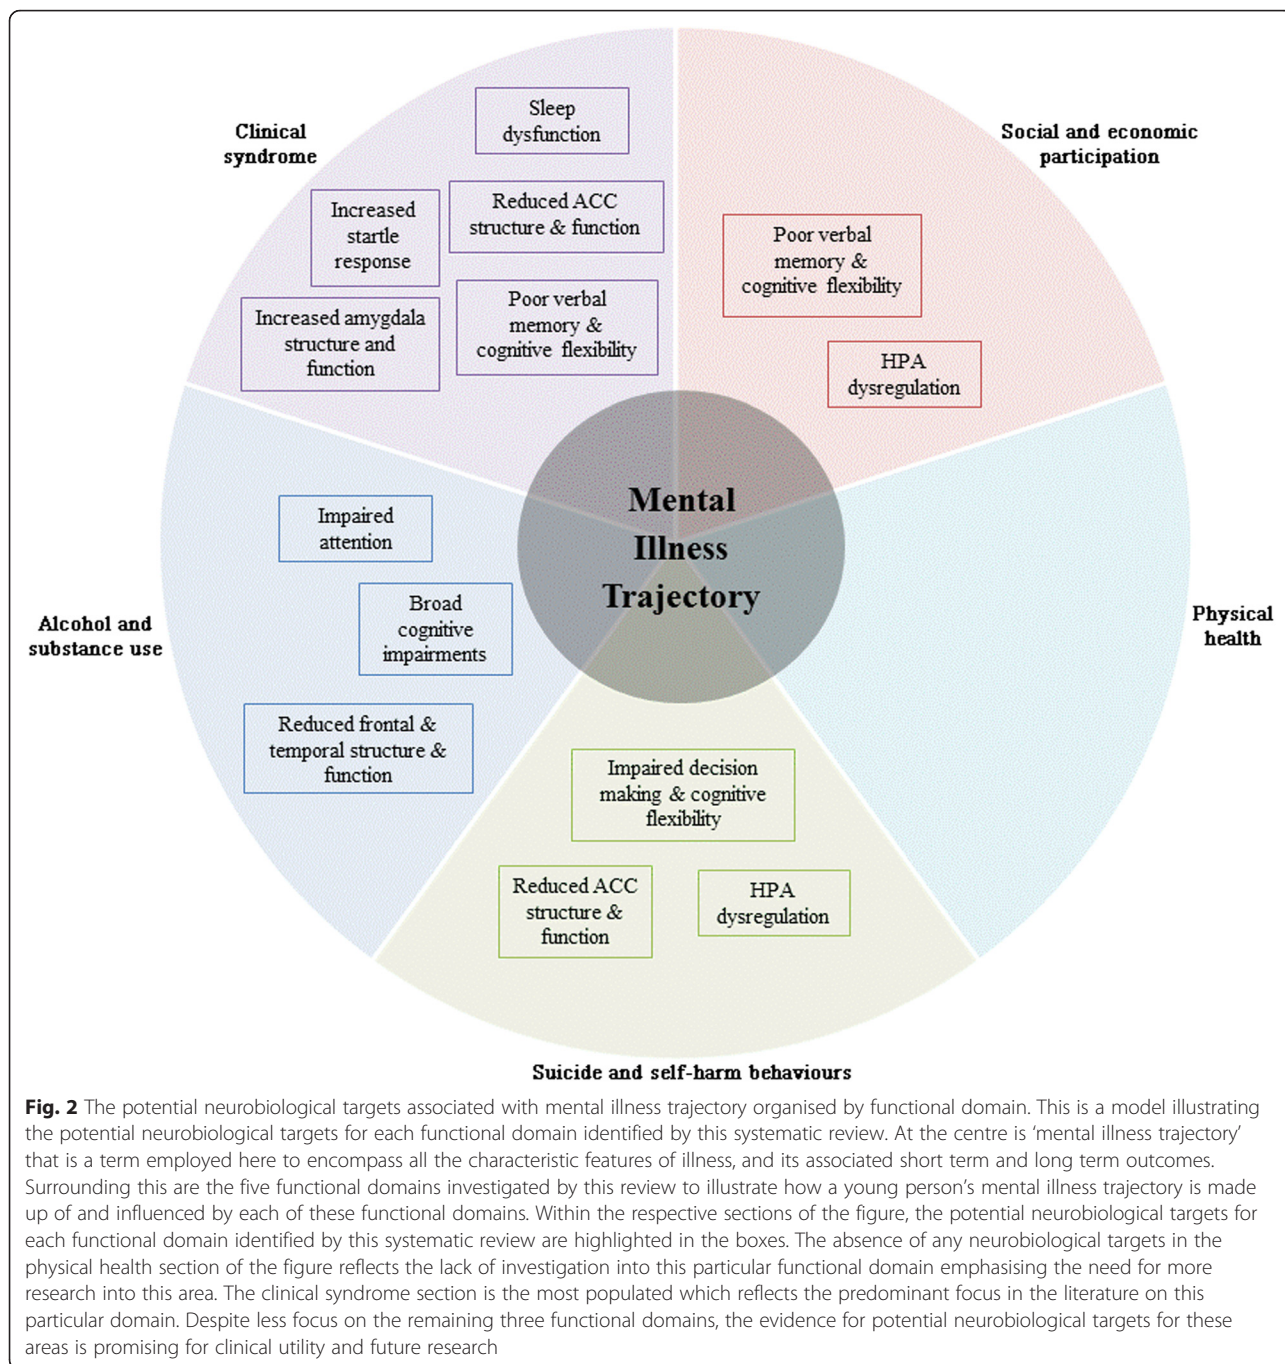 Clinical
syndrome
Sleep
dysfunction
Increased
startle
response
Reduced ACC
structure & function
Increased amygdala
structure and
function
Poor verbal
memory &
cognitive flexibility
Social and economic
participation
Poor verbal
memory &
cognitive flexibility
HPA
dysregulation
Mental
Illness
Trajectory
Physical
health
Alcohol and
substance use
Impaired
attention
Broad
cognitive
impairments
Reduced frontal &
temporal structure &
function
Impaired decision
making & cognitive
flexibility
Reduced ACC
structure &
function
HPA
dysregulation
Suicide and self-harm behaviours
Fig. 2 The potential neurobiological targets associated with mental illness trajectory organised by functional domain. This is a model illustrating
the potential neurobiological targets for each functional domain identified by this systematic review. At the centre is ‘mental illness trajectory’
that is a term employed here to encompass all the characteristic features of illness, and its associated short term and long term outcomes.
Surrounding this are the five functional domains investigated by this review to illustrate how a young person’s mental illness trajectory is made
up of and influenced by each of these functional domains. Within the respective sections of the figure, the potential neurobiological targets for
each functional domain identified by this systematic review are highlighted in the boxes. The absence of any neurobiological targets in the
physical health section of the figure reflects the lack of investigation into this particular functional domain emphasising the need for more
research into this area. The clinical syndrome section is the most populated which reflects the predominant focus in the literature on this
particular domain. Despite less focus on the remaining three functional domains, the evidence for potential neurobiological targets for these
areas is promising for clinical utility and future research